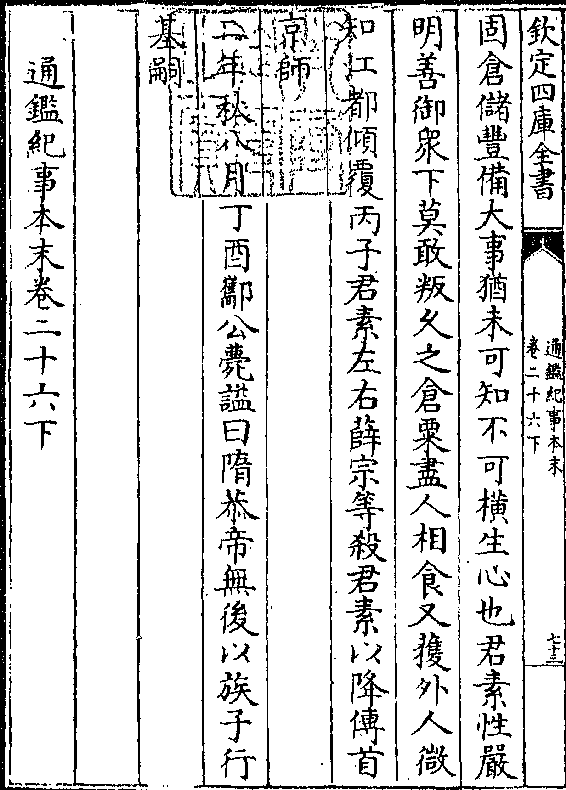 欽定四庫全書
通鑑紀事本末
卷二十六下
七十三
固倉儲豐備大事猶未可知不可橫生心也君素性嚴
明善御衆下莫敢叛久之倉粟盡人相食又獲外人微
知江都傾覆丙子君素左右薛宗等殺君素以降傳首
京師
二年秋八月丁酉酅公薨謚曰隋恭帝無後以族子行
基嗣
通鑑紀事本末卷二十六下